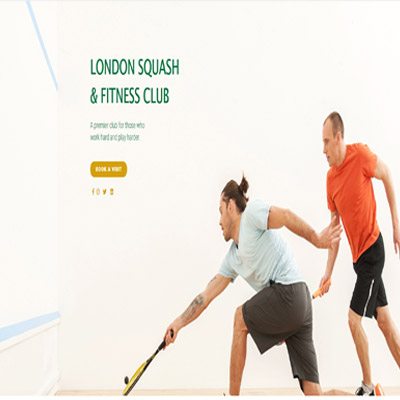 LONDON SQUASH
& FITNESS CLUB
A premier club for those who
work hard and play harder.
BOOK A VISIT